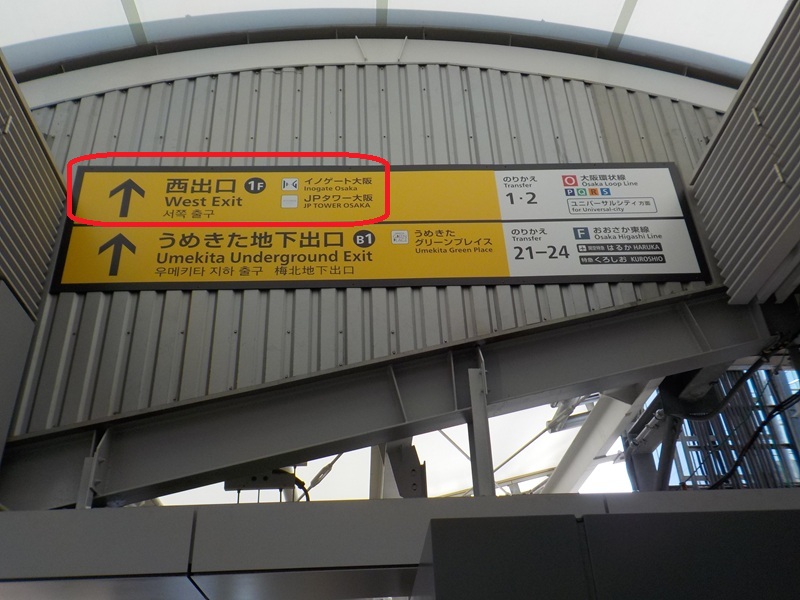 西出口 1F
West Exit
서쪽 출구
イノゲート大阪
Inogate Osaka
JPタワー大阪
JP TOWER OSAKA
のりかえ
Transfer
1・2
O 大阪環状線
Osaka Loop Line
P Q R S
ユニバーサルシティ 方面
for Universal-city
うめきた地下出口 B1
Umekita Underground Exit
우메키타 지하 출구 梅北地下出口
うめきた
グリーンプレイス
Umekita Green Place
のりかえ
Transfer
21−24
F おおさか東線
Osaka Higashi Line
はるか HARUKA
特急 くろしお KUROSHIO